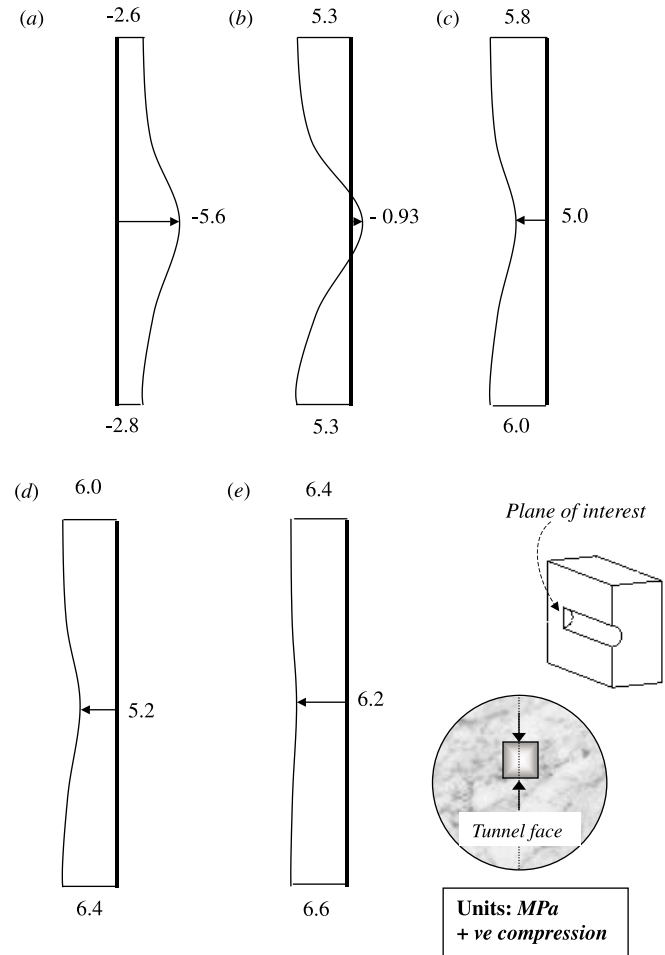 (a)
-2.6
-5.6
-2.8
(b)
5.3
- 0.93
5.3
(c)
5.8
5.0
6.0
(d)
6.0
5.2
6.4
(e)
6.4
6.2
6.6
Plane of interest
Tunnel face
Units: MPa
+ ve compression